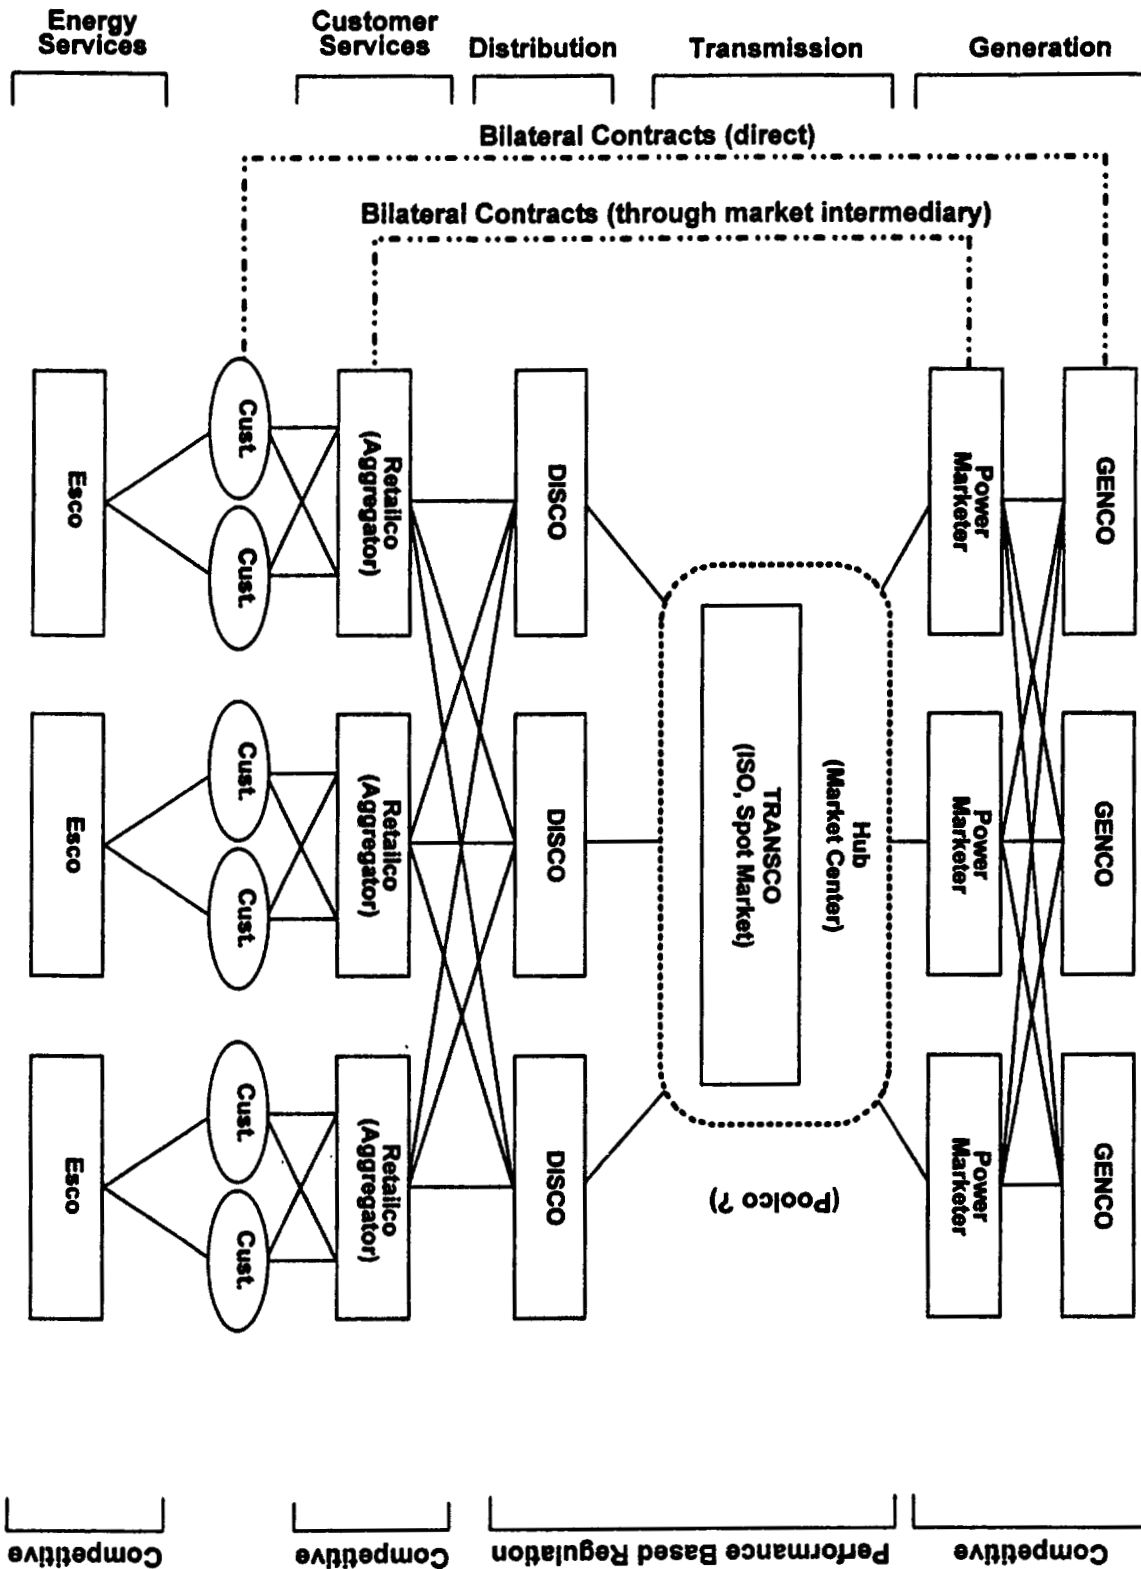 Energy
Services
Customer
Services
Distribution
Transmission
Generation
Bilateral Contracts (direct)
Bilateral Contracts (through market intermediary)
Esco
Cust.
Cust.
Retailco
(Aggregator)
DISCO
Power
Marketer
GENCO
Esco
Cust.
Cust.
Retailco
(Aggregator)
DISCO
Hub
(Market Center)
TRANSCO
(ISO, Spot Market)
Power
Marketer
GENCO
Esco
Cust.
Cust.
Retailco
(Aggregator)
DISCO
(Poolco ?)
Power
Marketer
GENCO
Competitive
Competitive
Performance Based Regulation
Competitive